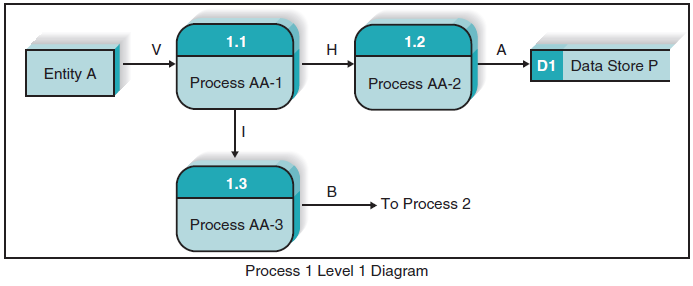 Entity A
V
1.1
Process AA-1
H
1.2
Process AA-2
A
D1 Data Store P
I
1.3
Process AA-3
B
To Process 2
Process 1 Level 1 Diagram